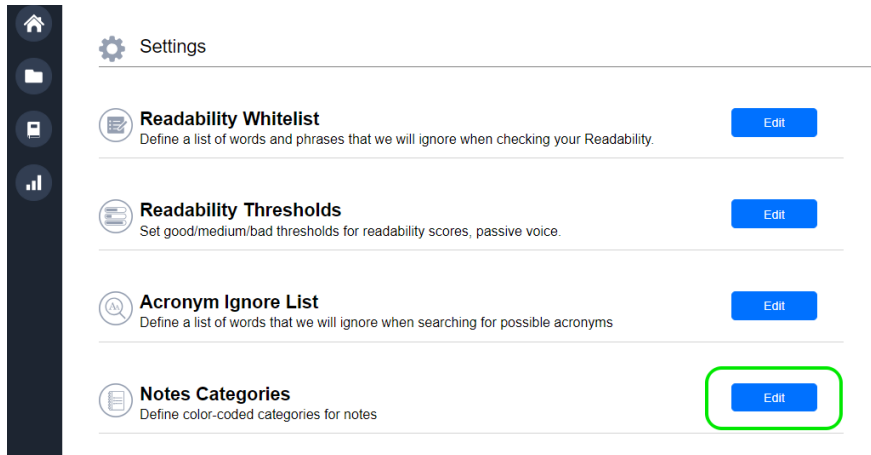 Settings
Readability Whitelist
Define a list of words and phrases that we will ignore when checking your Readability.
Edit
Readability Thresholds
Set good/medium/bad thresholds for readability scores, passive voice.
Edit
Acronym Ignore List
Define a list of words that we will ignore when searching for possible acronyms
Edit
Notes Categories
Define color-coded categories for notes
Edit